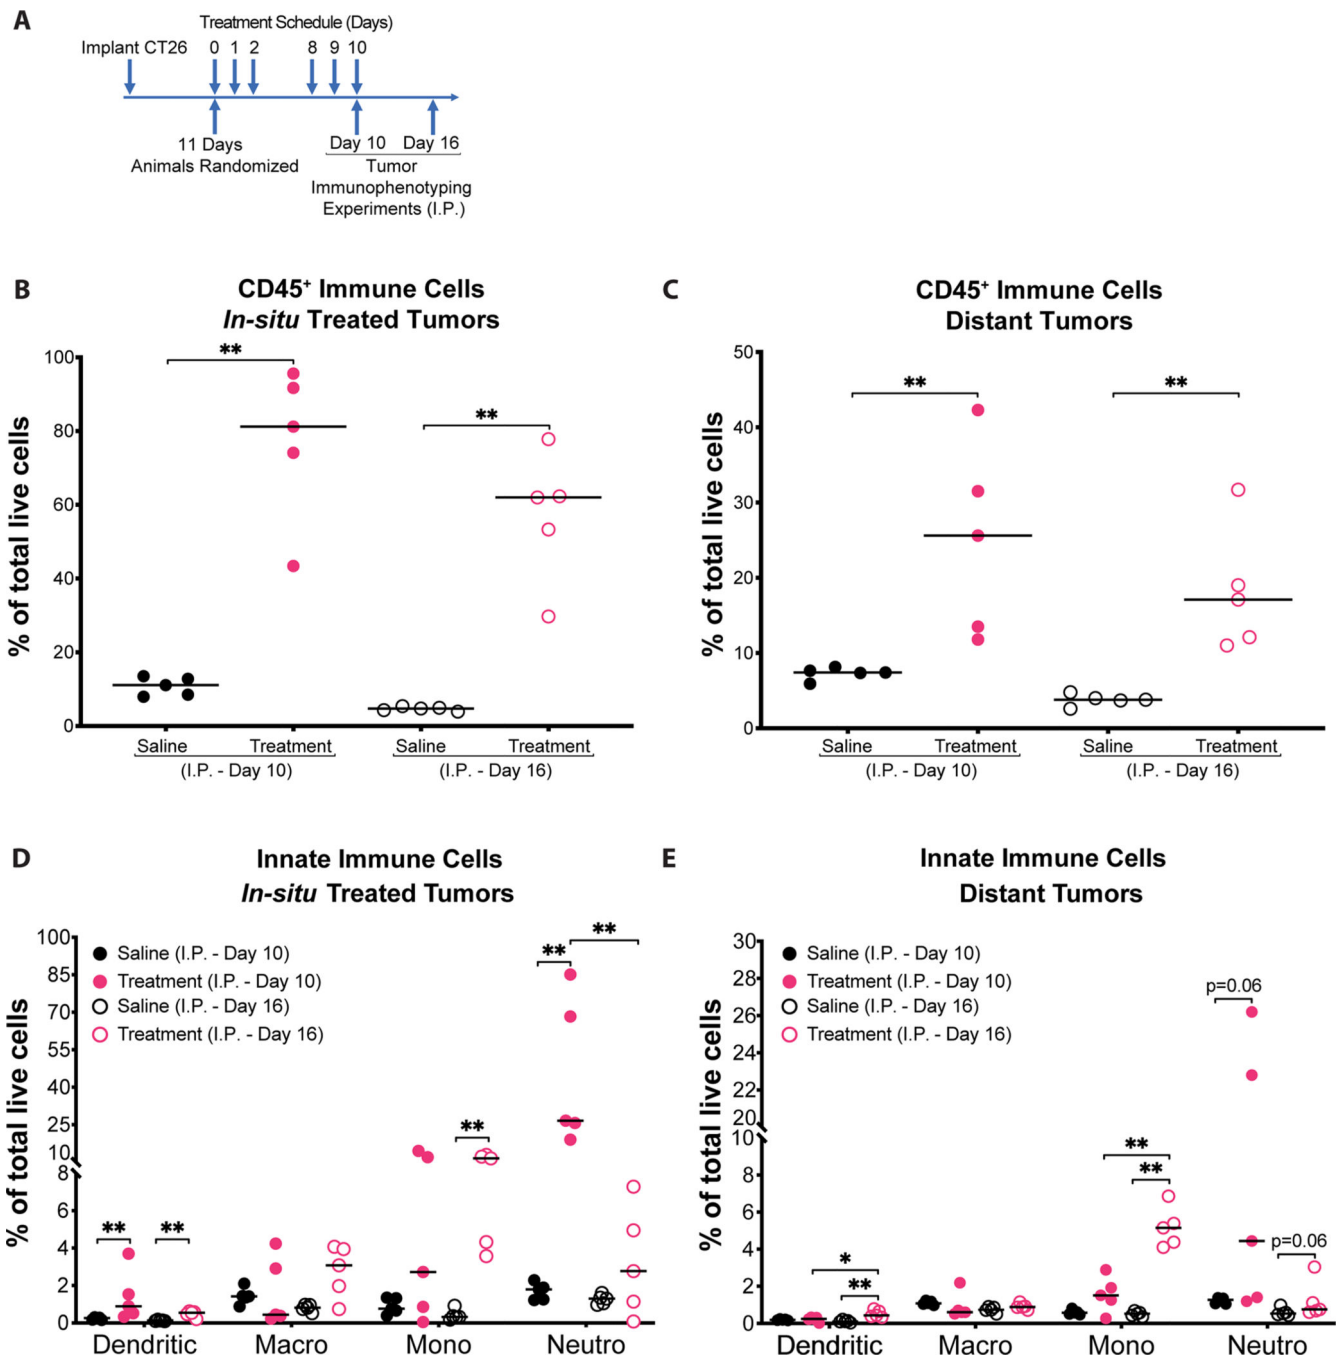 A
Treatment Schedule (Days)
Implant CT26 0 1 2 8 9 10
11 Days
Animals Randomized
Day 10 Day 16
Tumor
Immunophenotyping
Experiments (I.P.)
B
CD45⁺ Immune Cells
In-situ Treated Tumors
% of total live cells
100
80
60
40
20
0
**
**
Saline Treatment Saline Treatment
(I.P. - Day 10) (I.P. - Day 16)
C
CD45⁺ Immune Cells
Distant Tumors
% of total live cells
50
40
30
20
10
0
**
**
Saline Treatment Saline Treatment
(I.P. - Day 10) (I.P. - Day 16)
D
Innate Immune Cells
In-situ Treated Tumors
% of total live cells
100
85
70
55
40
25
10
8
6
4
2
0
Saline (I.P. - Day 10)
Treatment (I.P. - Day 10)
Saline (I.P. - Day 16)
Treatment (I.P. - Day 16)
**
**
**
**
**
Dendritic Macro Mono Neutro
E
Innate Immune Cells
Distant Tumors
% of total live cells
30
28
26
24
22
20
10
8
6
4
2
0
Saline (I.P. - Day 10)
Treatment (I.P. - Day 10)
Saline (I.P. - Day 16)
Treatment (I.P. - Day 16)
p=0.06
**
**
*
**
p=0.06
Dendritic Macro Mono Neutro